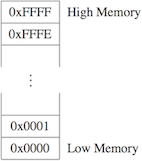 0xFFFF High Memory
0xFFFE
⋮
0x0001
0x0000 Low Memory